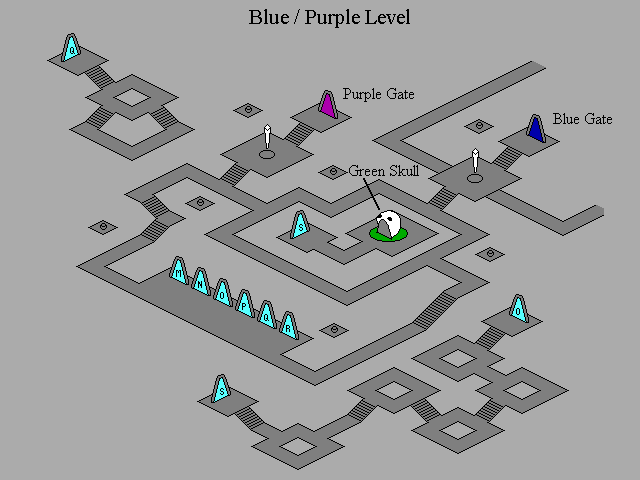 Blue / Purple Level
Q
Purple Gate
Blue Gate
Green Skull
S
M N O P Q R
O
S